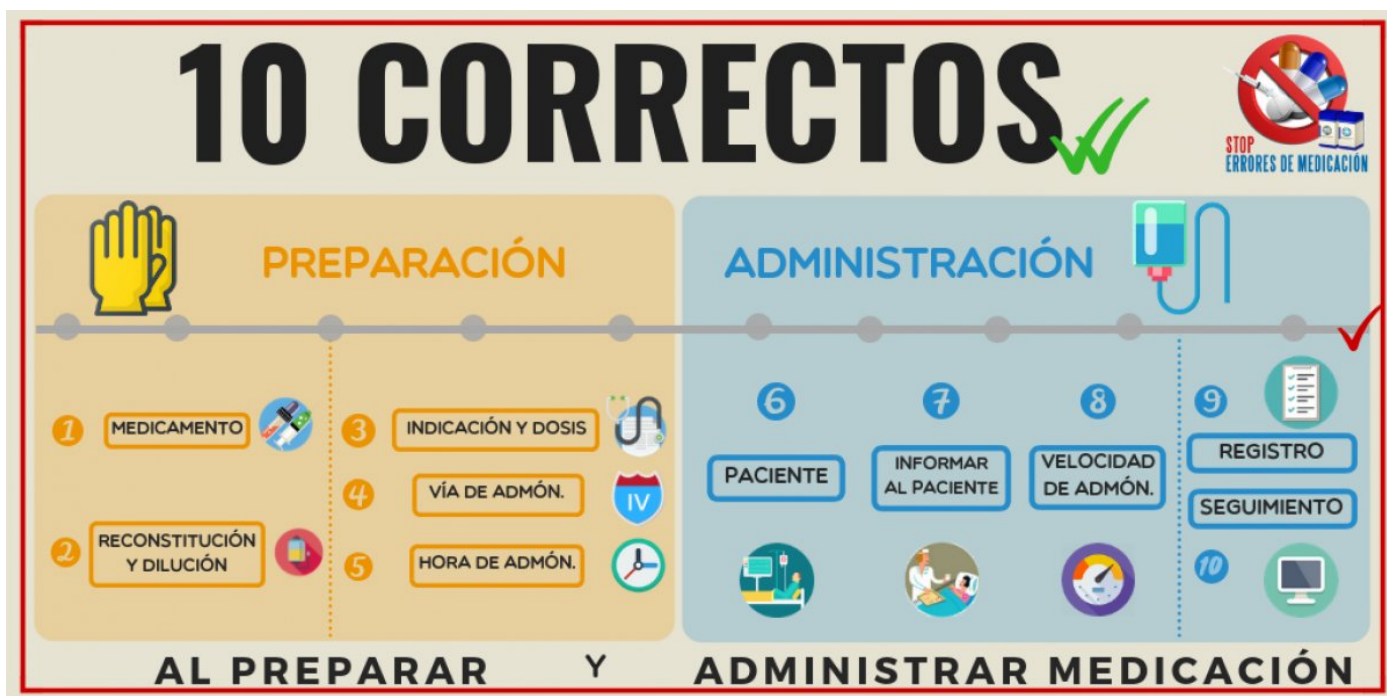 10 CORRECTOS
STOP
ERRORES DE MEDICACIÓN
PREPARACIÓN
1 MEDICAMENTO
2 RECONSTITUCIÓN
Y DILUCIÓN
3 INDICACIÓN Y DOSIS
4 VÍA DE ADMÓN.
IV
5 HORA DE ADMÓN.
ADMINISTRACIÓN
6
PACIENTE
7
INFORMAR
AL PACIENTE
8
VELOCIDAD
DE ADMÓN.
9
REGISTRO
SEGUIMIENTO
10
AL PREPARAR Y ADMINISTRAR MEDICACIÓN